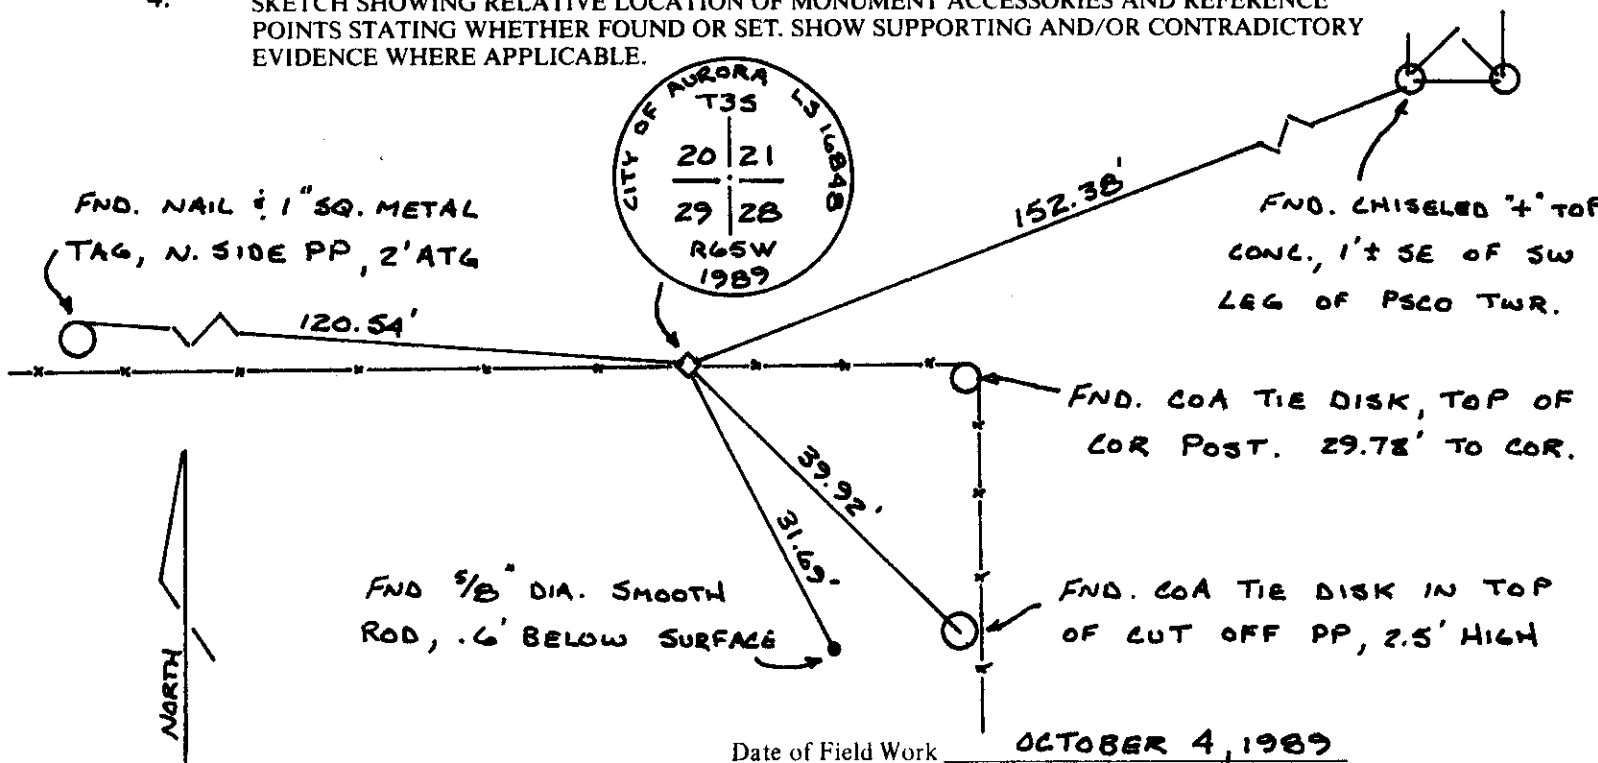 4. SKETCH SHOWING RELATIVE LOCATION OF MONUMENT ACCESSORIES AND REFERENCE
POINTS STATING WHETHER FOUND OR SET. SHOW SUPPORTING AND/OR CONTRADICTORY
EVIDENCE WHERE APPLICABLE.
CITY OF AURORA LS 16848
T3S
20 21
29 28
R65W
1989
FND. NAIL & 1" SQ. METAL
TAG, N. SIDE PP, 2' ATG
120.54'
152.38'
FND. CHISELED "+" TOP
CONC., 1'± SE OF SW
LEG OF PSCO TWR.
FND. COA TIE DISK, TOP OF
COR POST. 29.78' TO COR.
39.92'
31.69'
FND 5/8" DIA. SMOOTH
ROD, .6' BELOW SURFACE
FND. COA TIE DISK IN TOP
OF CUT OFF PP, 2.5' HIGH
NORTH
Date of Field Work OCTOBER 4, 1989